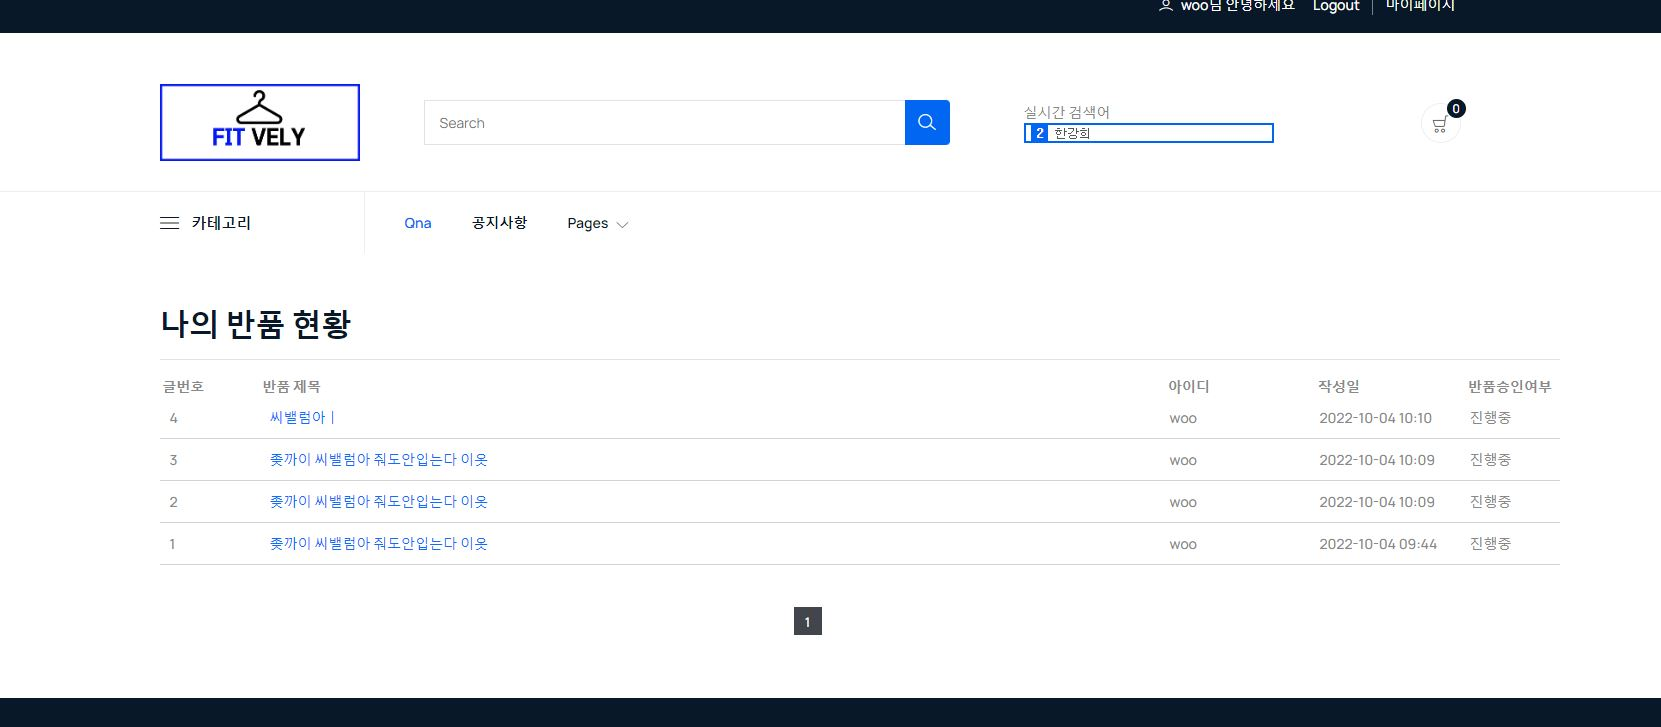 woo님 안녕하세요 Logout 마이페이지
FIT VELY
Search
실시간 검색어
2 한강희
0
카테고리 Qna 공지사항 Pages
나의 반품 현황
글번호 반품 제목 아이디 작성일 반품승인여부
4 씨밸럼아ㅣ woo 2022-10-04 10:10 진행중
3 좆까이 씨밸럼아 줘도안입는다 이옷 woo 2022-10-04 10:09 진행중
2 좆까이 씨밸럼아 줘도안입는다 이옷 woo 2022-10-04 10:09 진행중
1 좆까이 씨밸럼아 줘도안입는다 이옷 woo 2022-10-04 09:44 진행중
1